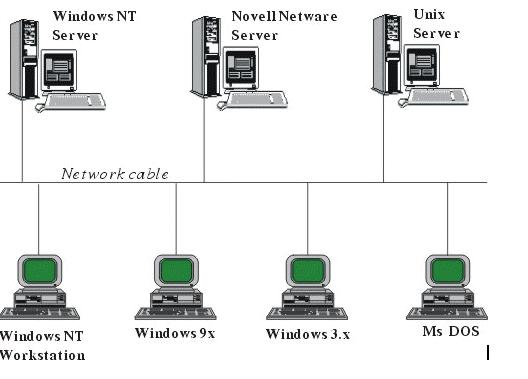 Windows NT
Server
Novell Netware
Server
Unix
Server
Network cable
Windows NT
Workstation
Windows 9x
Windows 3.x
Ms DOS